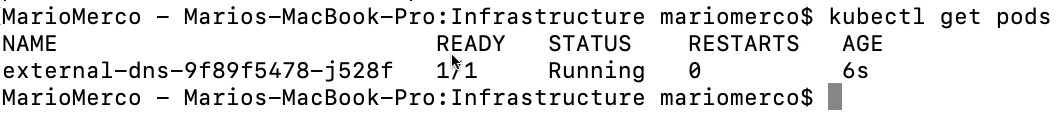 MarioMerco - Marios-MacBook-Pro:Infrastructure mariomerco$ kubectl get pods
NAME READY STATUS RESTARTS AGE
external-dns-9f89f5478-j528f 1/1 Running 0 6s
MarioMerco - Marios-MacBook-Pro:Infrastructure mariomerco$